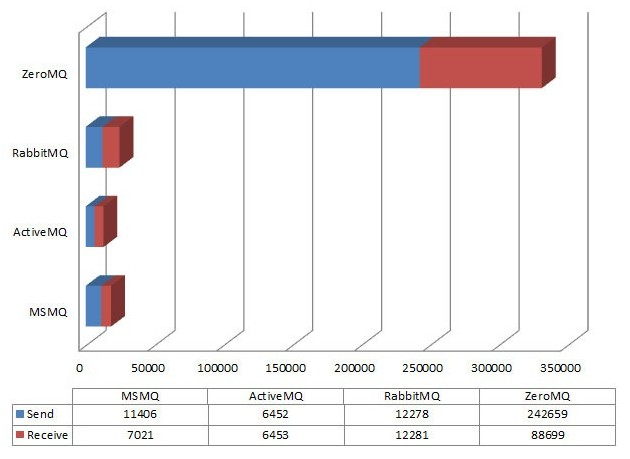 ZeroMQ
RabbitMQ
ActiveMQ
MSMQ
0 50000 100000 150000 200000 250000 300000 350000
MSMQ ActiveMQ RabbitMQ ZeroMQ
Send 11406 6452 12278 242659
Receive 7021 6453 12281 88699